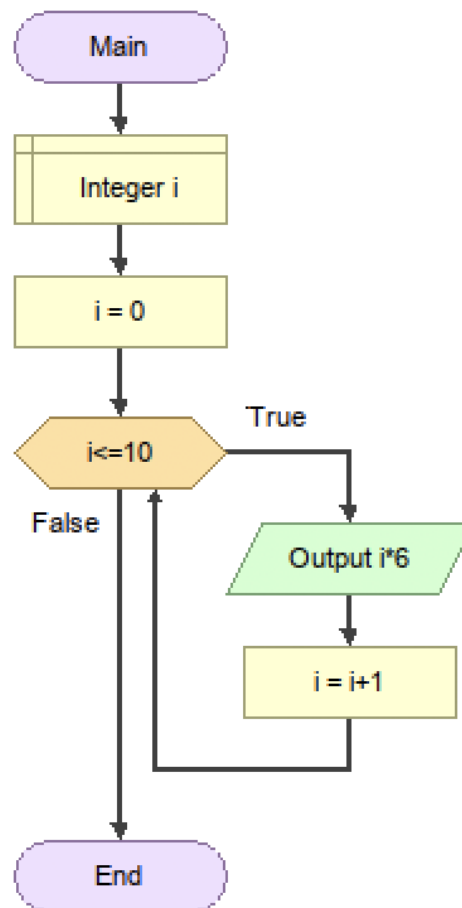 Main
Integer i
i = 0
i<=10
True
False
Output i*6
i = i+1
End